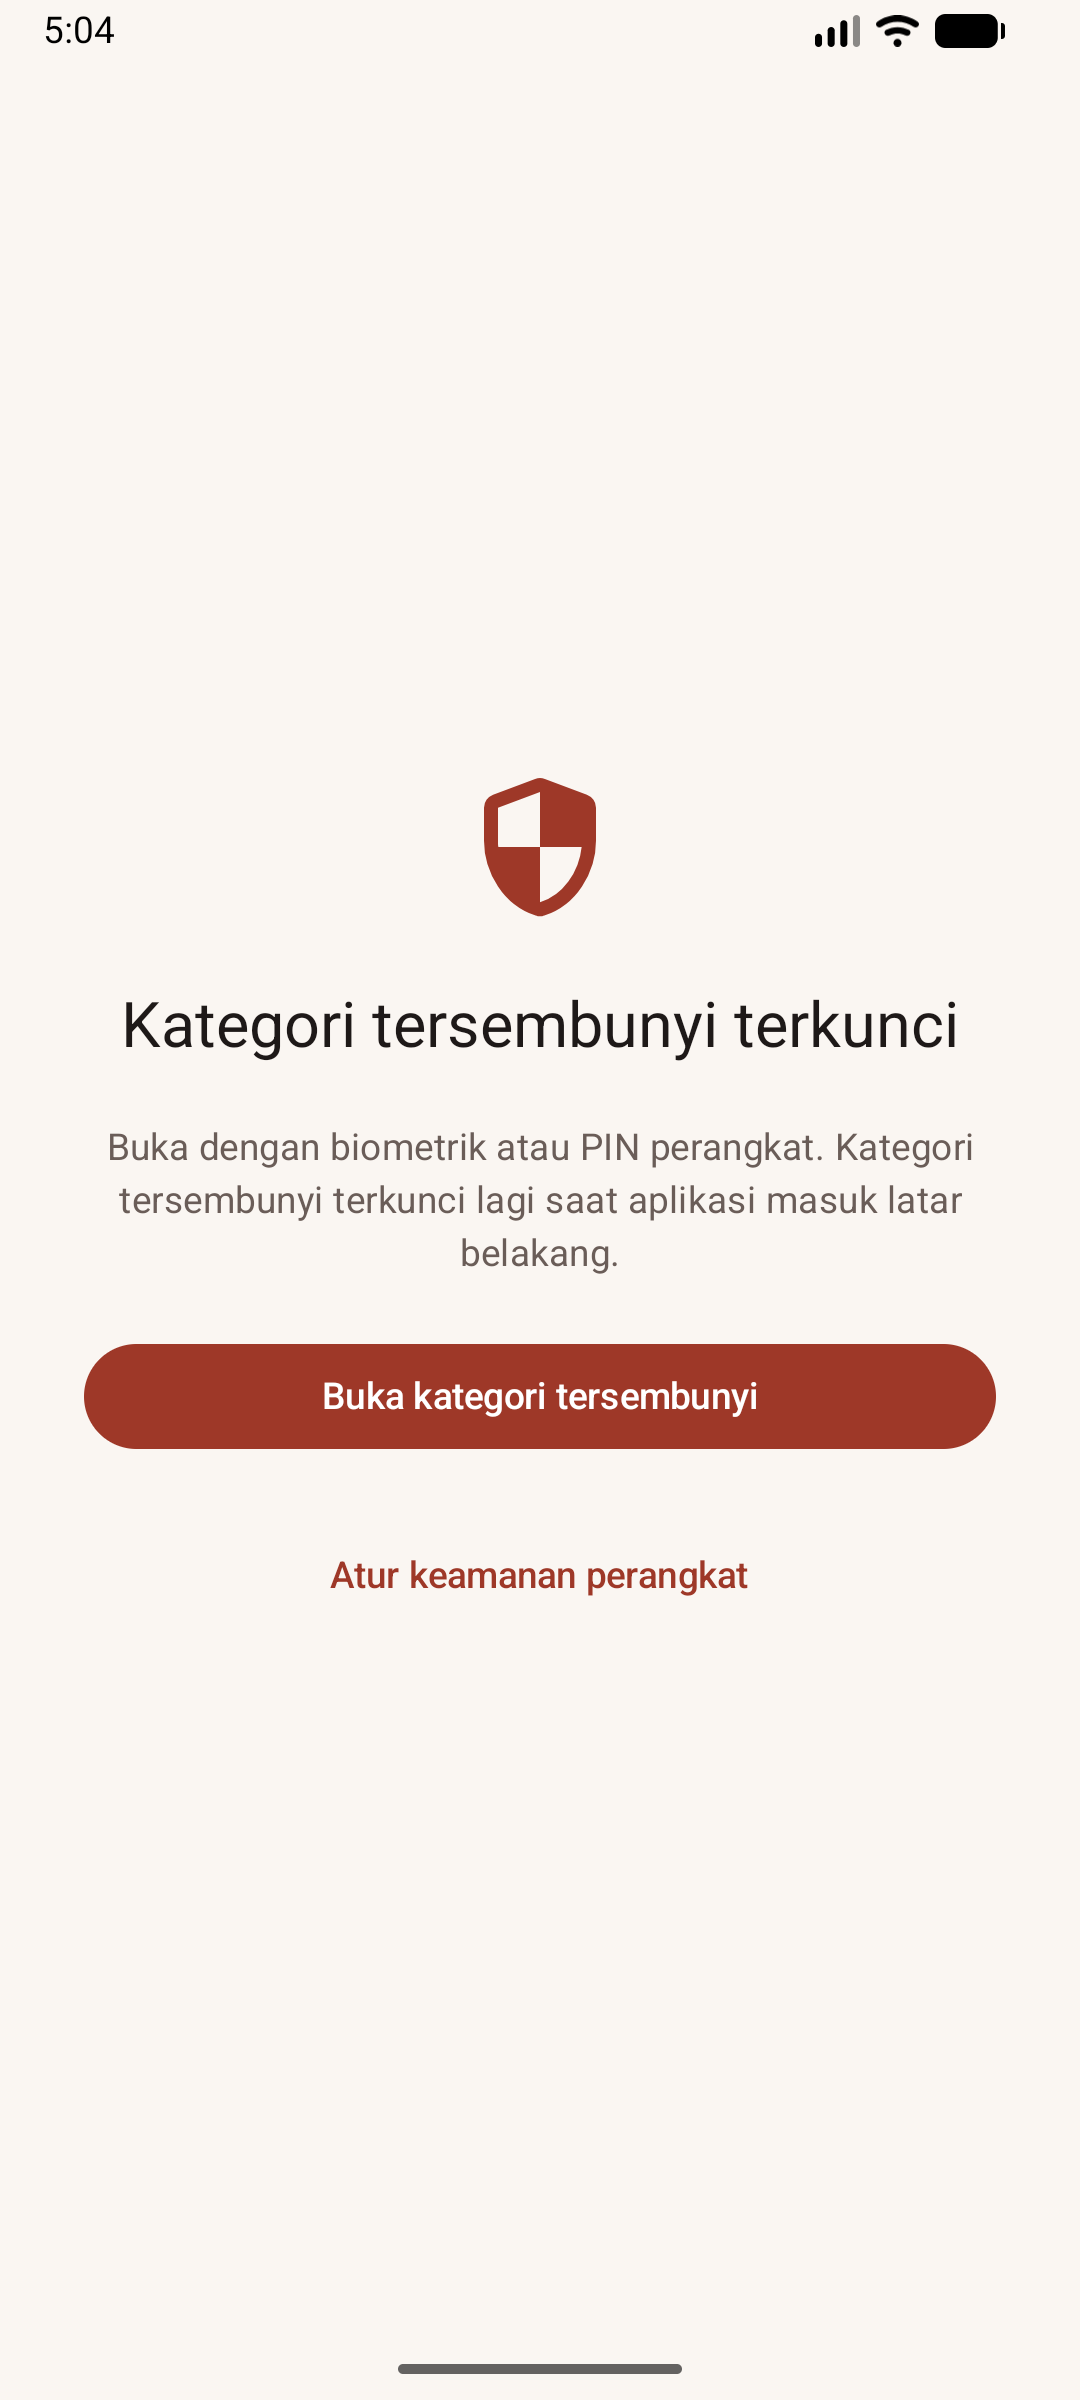 5:04
Kategori tersembunyi terkunci
Buka dengan biometrik atau PIN perangkat. Kategori
tersembunyi terkunci lagi saat aplikasi masuk latar
belakang.
Buka kategori tersembunyi
Atur keamanan perangkat